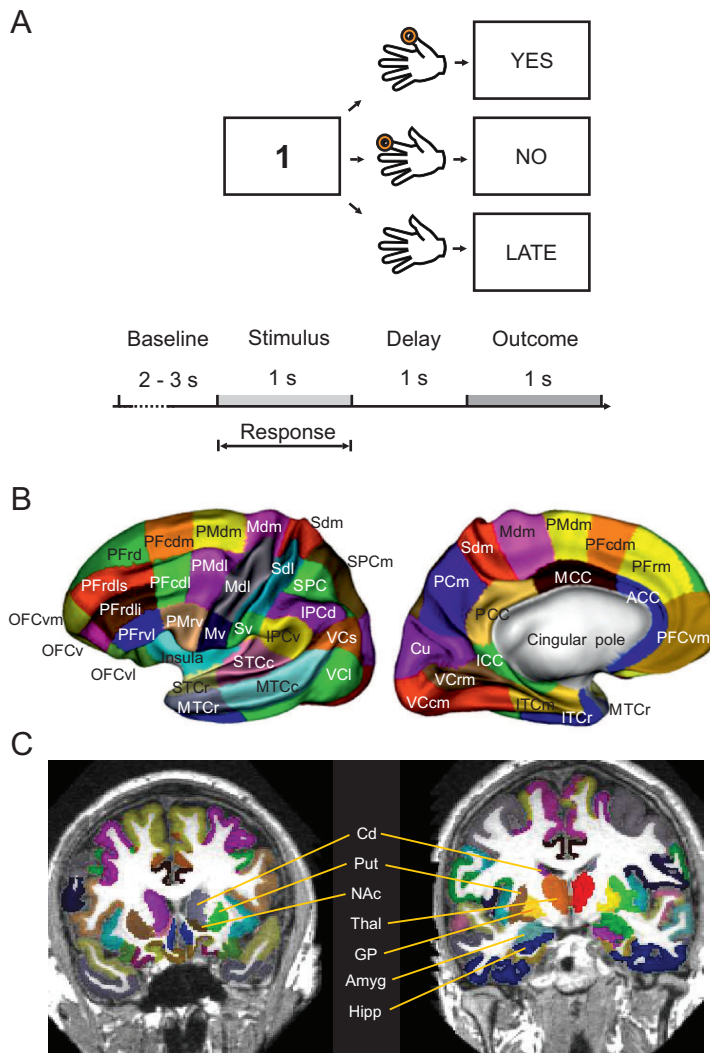 A
YES
1
NO
LATE
Baseline Stimulus Delay Outcome
2 - 3 s 1 s 1 s 1 s
Response
B
PFrd
PFcdm
PMdm
Mdm
Sdm
SPCm
PFrdls
PFcdl
PMdl
Mdl
Sdl
SPC
OFCvm
PFrdli
PFrvl
PMrv
Mv
Sv
IPCv
IPCd
VCs
OFCv
OFCvl
Insula
STCc
STCr
MTCc
VCl
MTCr
Sdm
Mdm
PMdm
PFcdm
PFrm
PCm
PCC
MCC
ACC
Cingular pole
PFCvm
Cu
ICC
VCrm
VCcm
ITCm
ITCr
MTCr
C
Cd
Put
NAc
Thal
GP
Amyg
Hipp